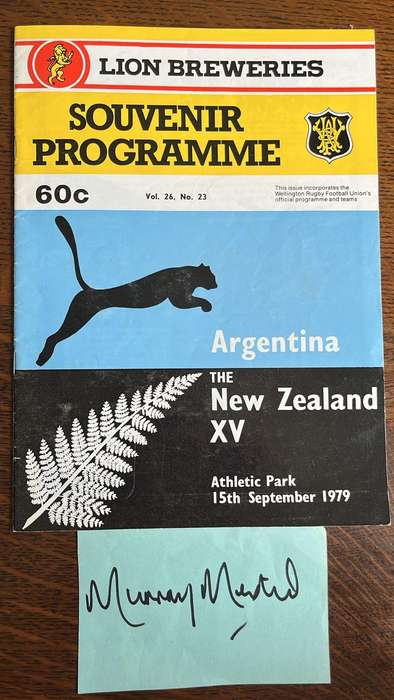 LION BREWERIES
SOUVENIR
PROGRAMME
60c
Vol. 26, No. 23
This issue incorporates the
Wellington Rugby Football Union's
official programme and teams
Argentina
THE
New Zealand
XV
Athletic Park
15th September 1979
Murray Mexted